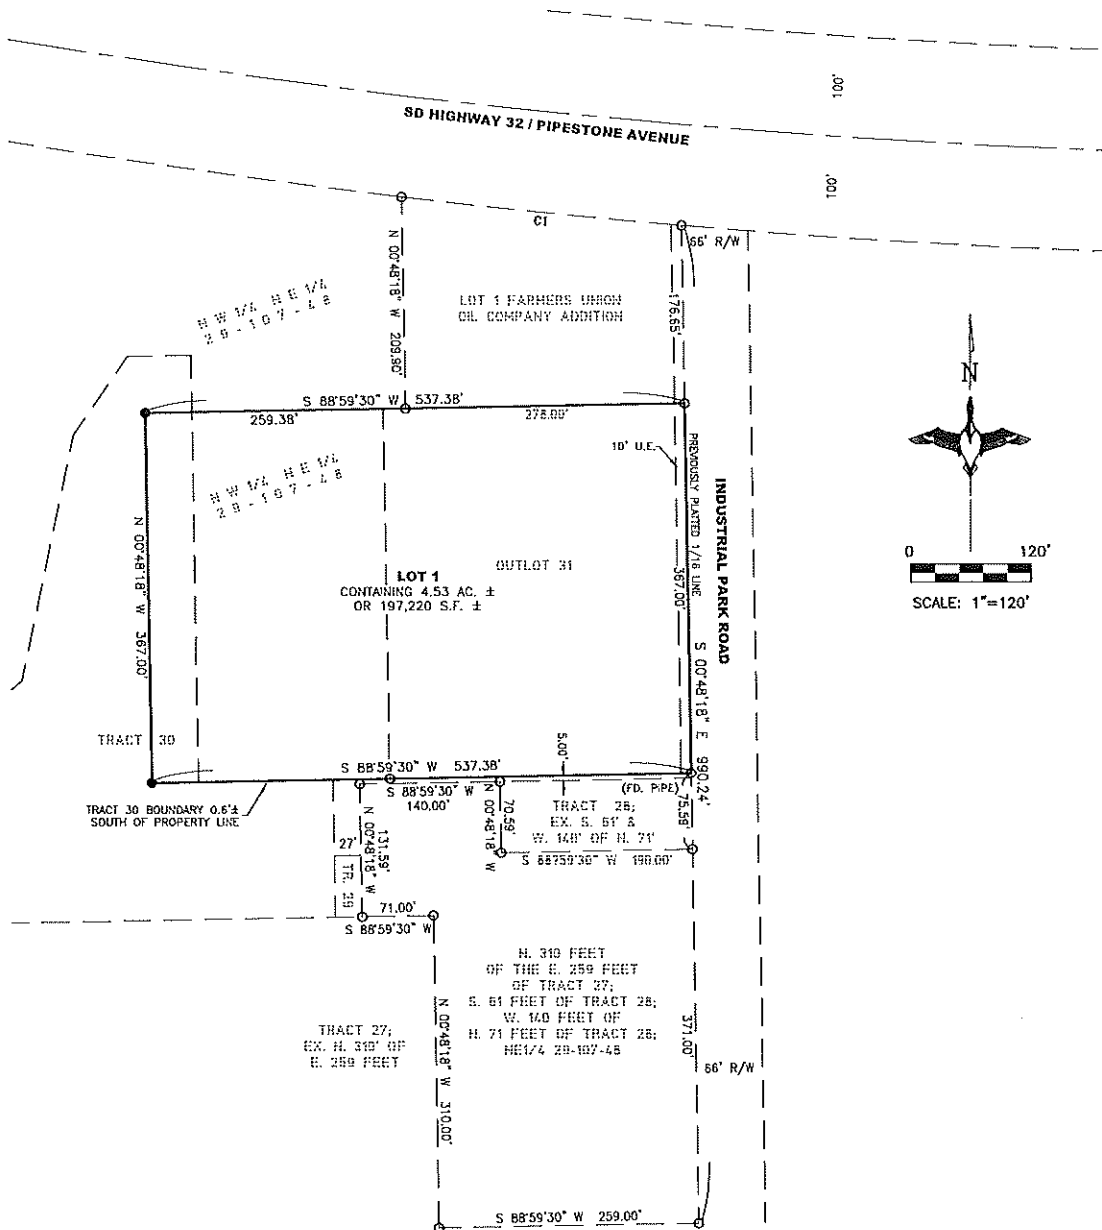 100'
SD HIGHWAY 32 / PIPESTONE AVENUE
100'
C1
66' R/W
N 00°48'18" W 209.80'
N W 1/4 N E 1/4
29-107-48
LOT 1 FARMERS UNION
OIL COMPANY ADDITION
176.65'
N
S 88°59'30" W 537.38'
259.38'
278.00'
10' U.E.
PREVIOUSLY PLATTED 1/16 LINE
INDUSTRIAL PARK ROAD
N W 1/4 N E 1/4
29-107-48
0 120'
SCALE: 1"=120'
N 00°48'18" W 367.00'
OUTLOT 31
LOT 1
CONTAINING 4.53 AC. ±
OR 197,220 S.F. ±
367.00'
S 00°48'18" E 990.24'
TRACT 30
5.00'
S 88°59'30" W 537.38'
S 88°59'30" W
140.00'
(FD. PIPE)
75.59'
TRACT 30 BOUNDARY 0.6'±
SOUTH OF PROPERTY LINE
N 00°48'18" W
70.59'
TRACT 28;
EX. S. 61' &
W. 140' OF N. 71'
S 88°59'30" W 190.00'
27'
TR. 29
N 00°48'18" W
131.59'
71.00'
S 88°59'30" W
N. 310 FEET
OF THE E. 259 FEET
OF TRACT 27;
S. 61 FEET OF TRACT 28;
W. 140 FEET OF
N. 71 FEET OF TRACT 28;
NE1/4 29-107-48
TRACT 27;
EX. N. 310' OF
E. 259 FEET
N 00°48'18" W 310.00'
371.00'
66' R/W
S 88°59'30" W 259.00'